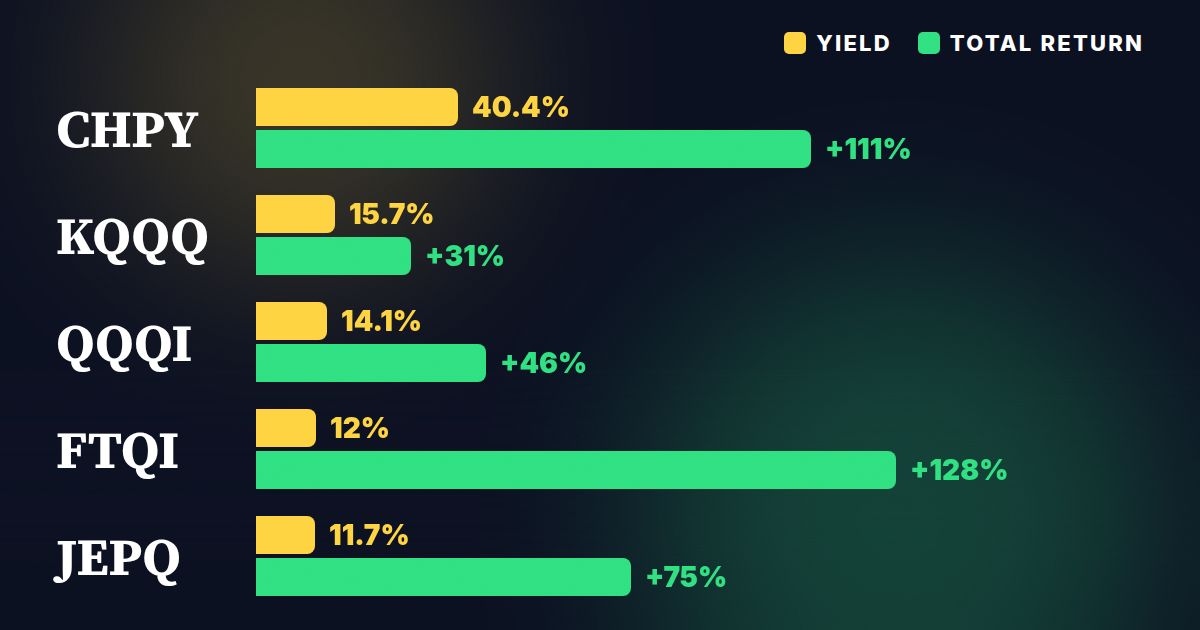 YIELD TOTAL RETURN
CHPY
40.4%
+111%
KQQQ
15.7%
+31%
QQQI
14.1%
+46%
FTQI
12%
+128%
JEPQ
11.7%
+75%